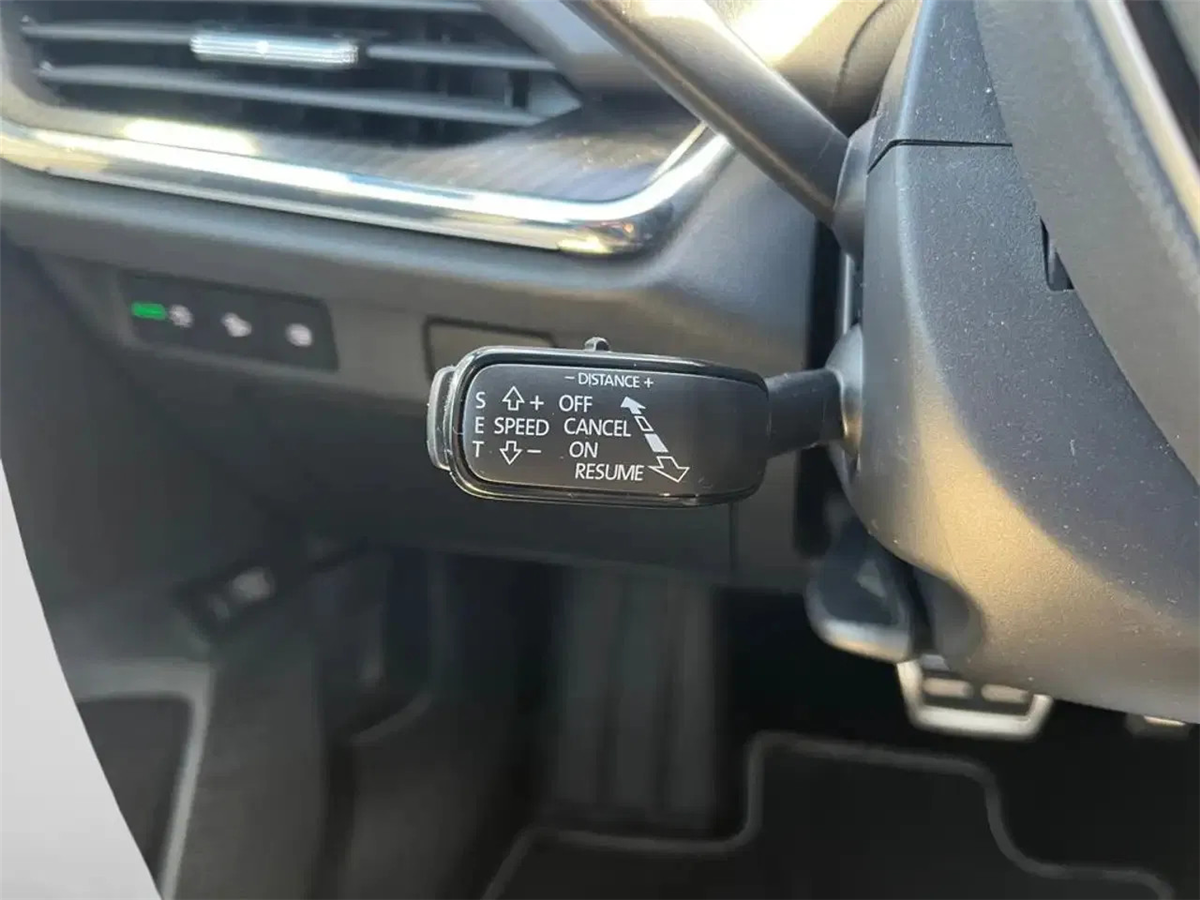 − DISTANCE +
S + OFF
E SPEED CANCEL
T − ON
RESUME